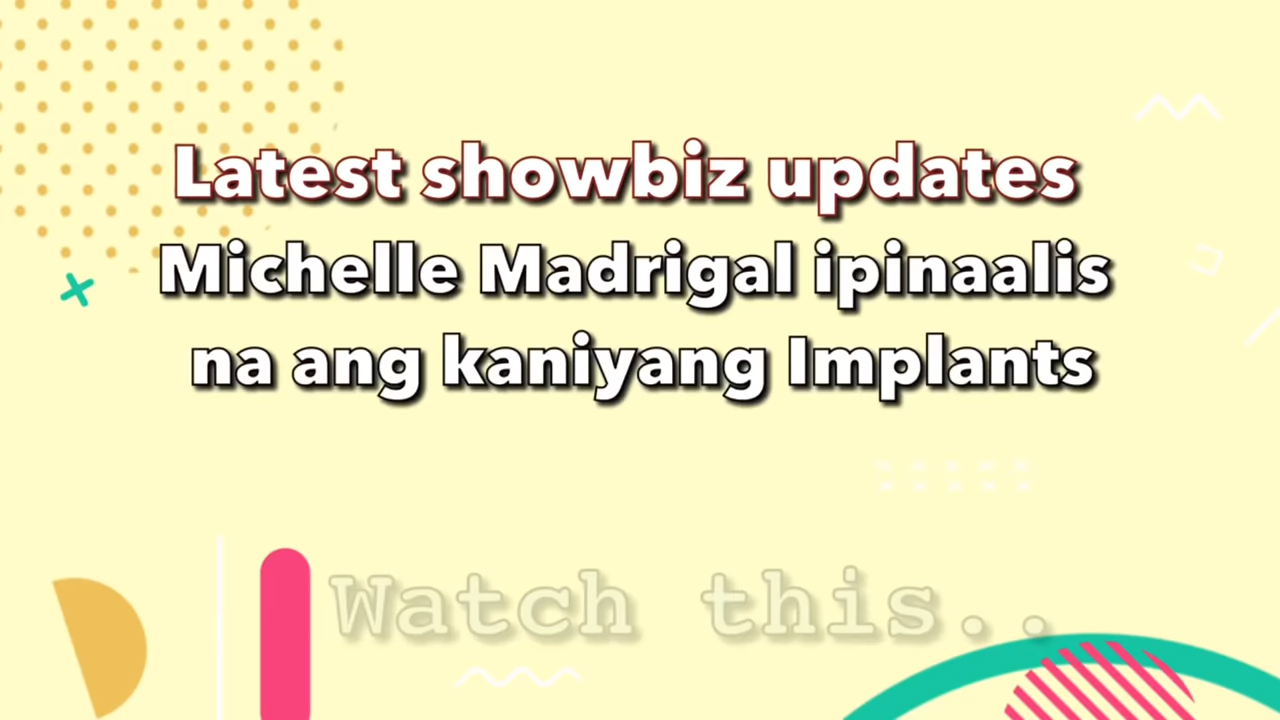 Latest showbiz updates
Michelle Madrigal ipinaalis
na ang kaniyang Implants
Watch this..